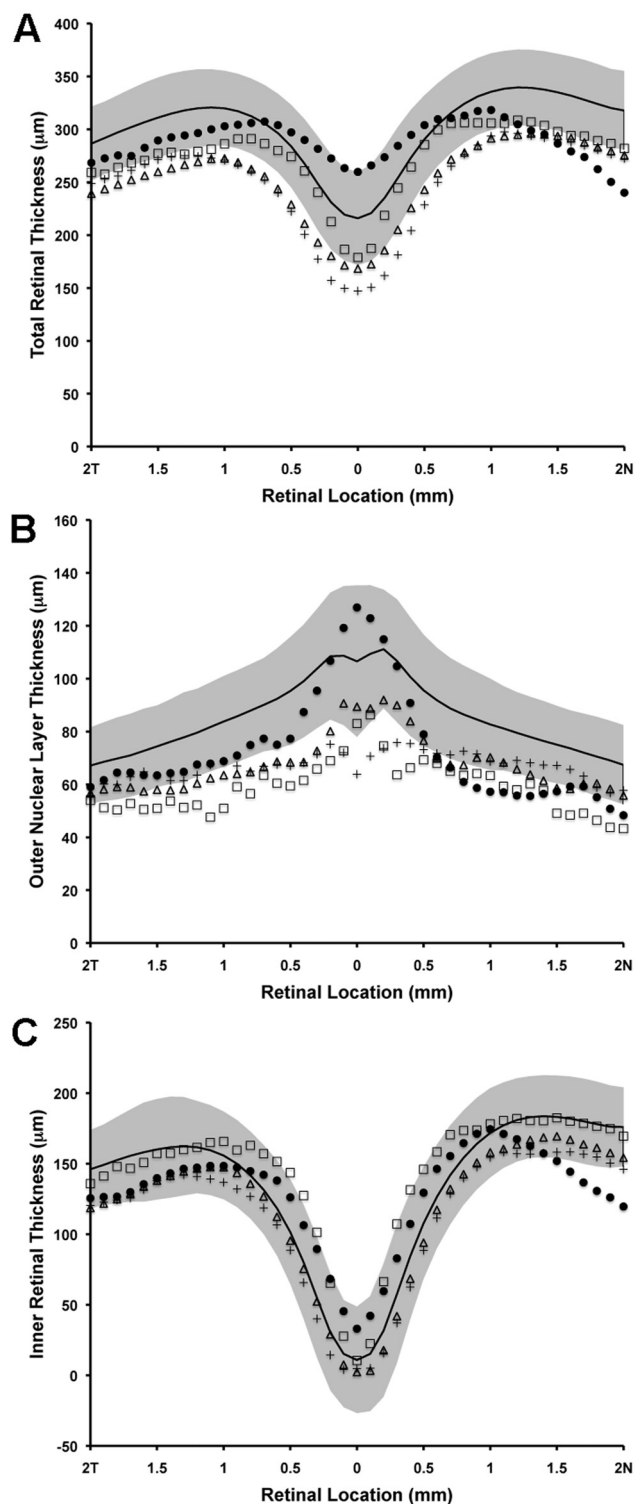 A
400
350
300
250
200
150
100
50
0
Total Retinal Thickness (µm)
2T 1.5 1 0.5 0 0.5 1 1.5 2N
Retinal Location (mm)
B
160
140
120
100
80
60
40
20
0
Outer Nuclear Layer Thickness (µm)
2T 1.5 1 0.5 0 0.5 1 1.5 2N
Retinal Location (mm)
C
250
200
150
100
50
0
-50
Inner Retinal Thickness (µm)
2T 1.5 1 0.5 0 0.5 1 1.5 2N
Retinal Location (mm)